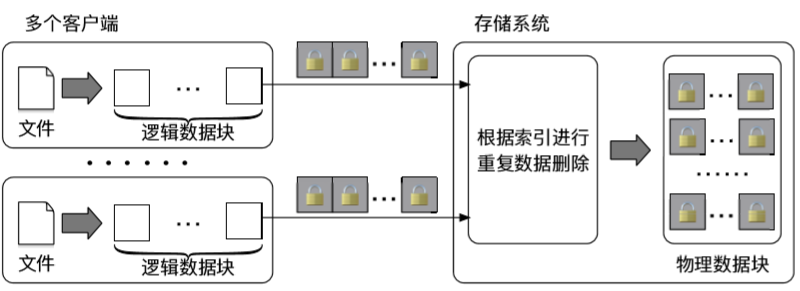 多个客户端
存储系统
文件
逻辑数据块
根据索引进行
重复数据删除
文件
逻辑数据块
物理数据块